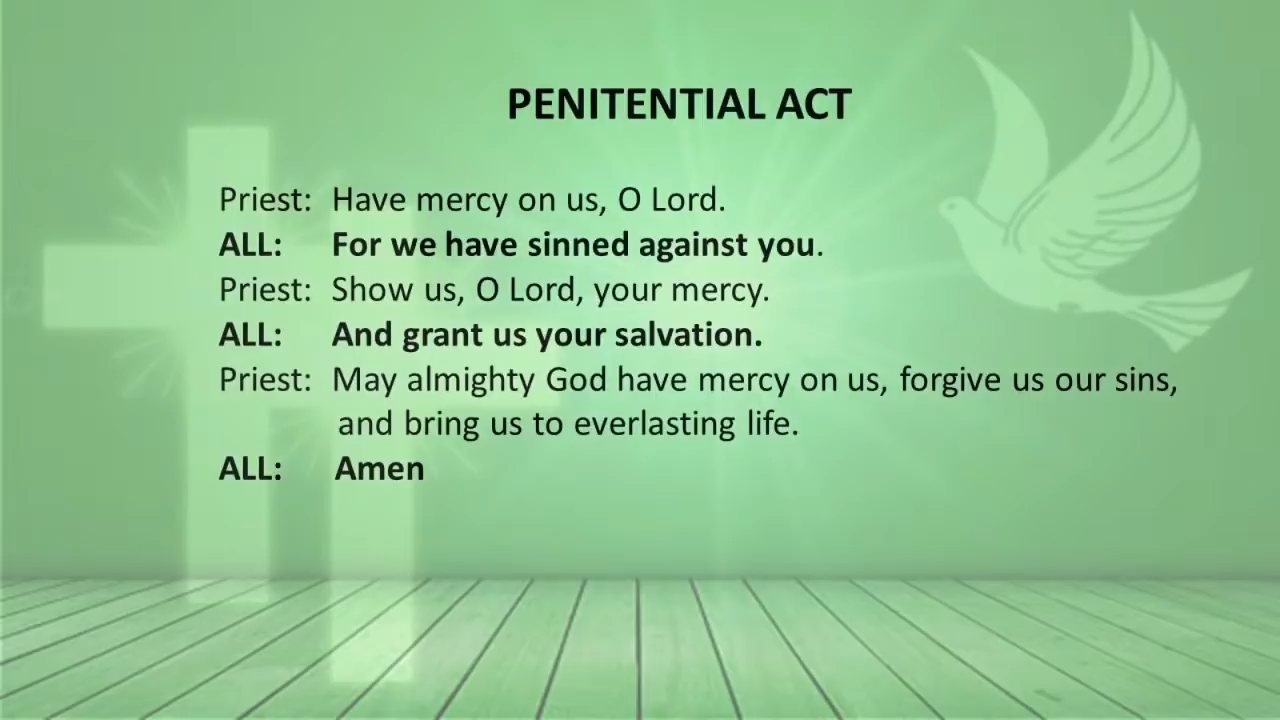 PENITENTIAL ACT
Priest: Have mercy on us, O Lord.
ALL: For we have sinned against you.
Priest: Show us, O Lord, your mercy.
ALL: And grant us your salvation.
Priest: May almighty God have mercy on us, forgive us our sins,
and bring us to everlasting life.
ALL: Amen